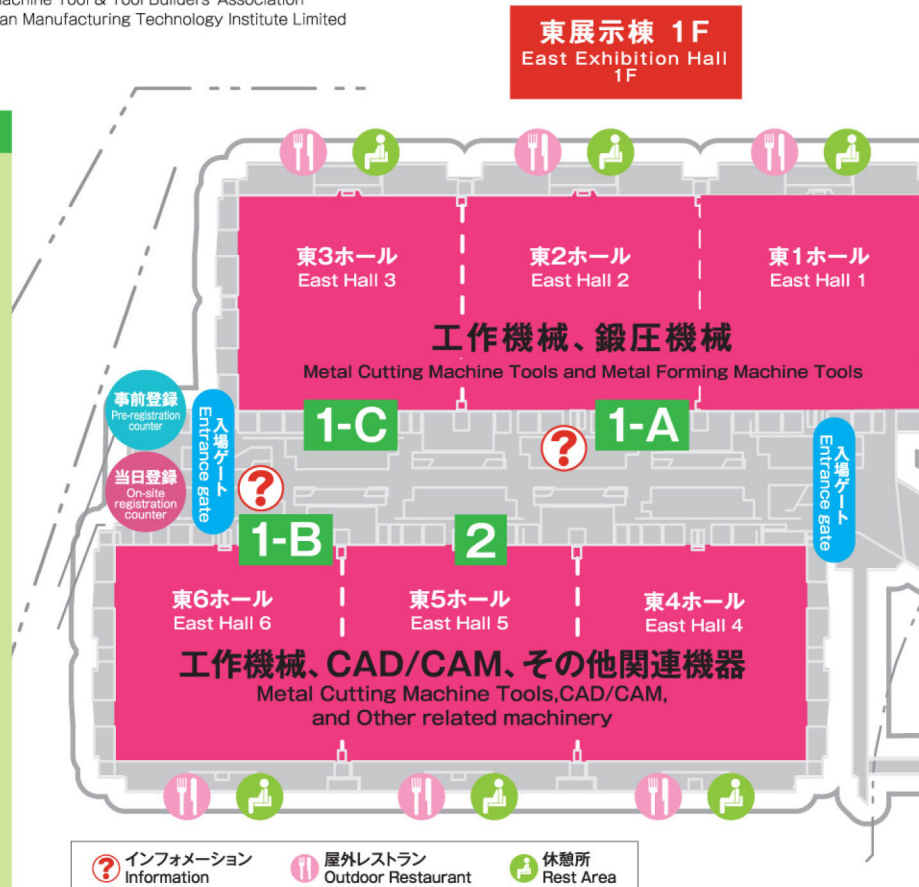 achine Tool & Tool Builders' Association
an Manufacturing Technology Institute Limited
東展示棟 1F
East Exhibition Hall
1F
東3ホール
East Hall 3
東2ホール
East Hall 2
東1ホール
East Hall 1
工作機械、鍛圧機械
Metal Cutting Machine Tools and Metal Forming Machine Tools
事前登録
Pre-registration
counter
当日登録
On-site
registration
counter
入場ゲート
Entrance gate
?
1-C
?
1-A
入場ゲート
Entrance gate
1-B
2
東6ホール
East Hall 6
東5ホール
East Hall 5
東4ホール
East Hall 4
工作機械、CAD/CAM、その他関連機器
Metal Cutting Machine Tools,CAD/CAM,
and Other related machinery
?
インフォメーション
Information
屋外レストラン
Outdoor Restaurant
休憩所
Rest Area